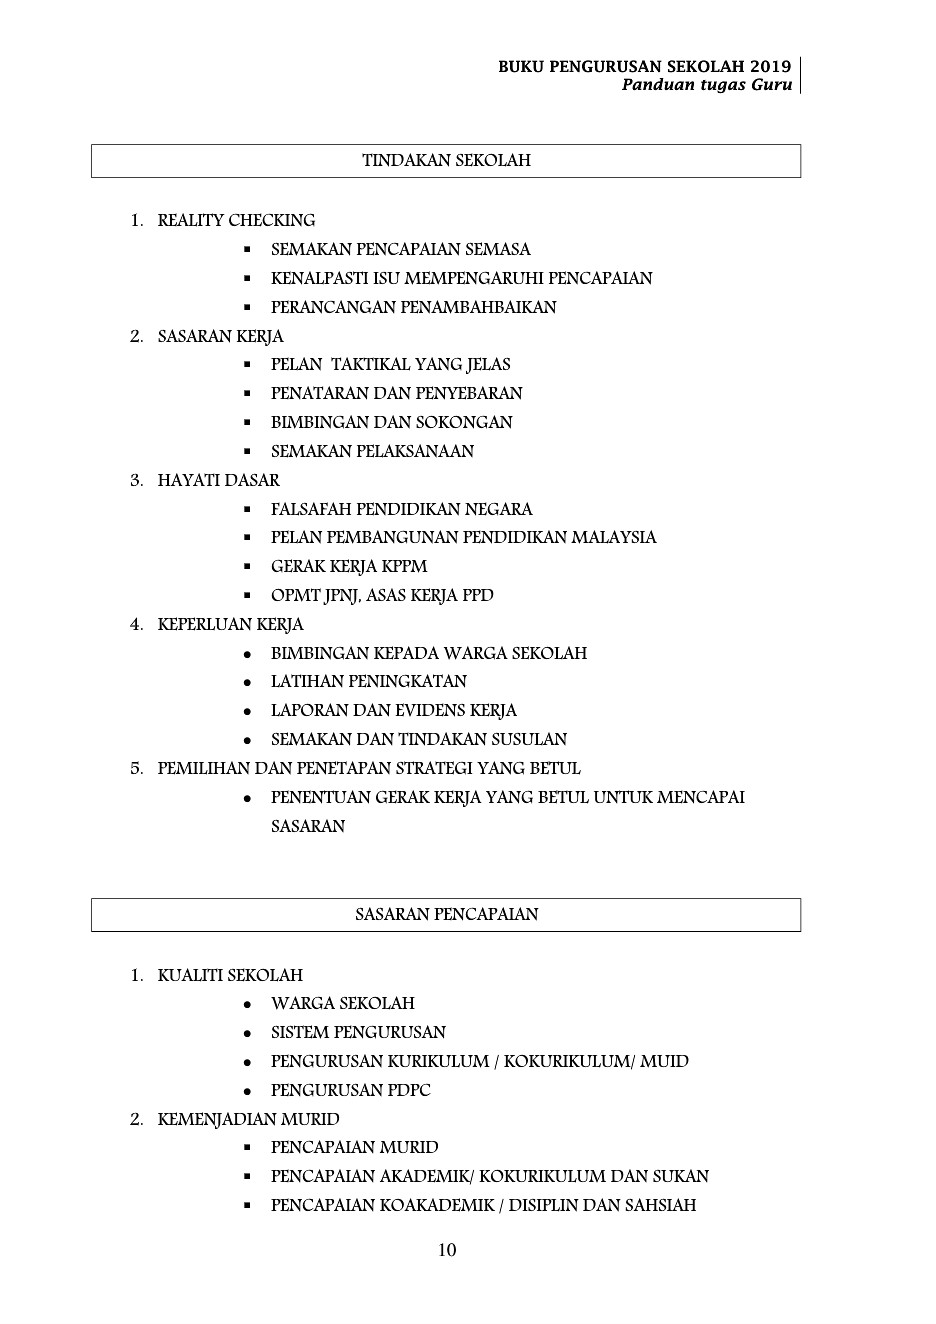 BUKU PENGURUSAN SEKOLAH 2019
Panduan tugas Guru
TINDAKAN SEKOLAH
1. REALITY CHECKING
▪ SEMAKAN PENCAPAIAN SEMASA
▪ KENALPASTI ISU MEMPENGARUHI PENCAPAIAN
▪ PERANCANGAN PENAMBAHBAIKAN
2. SASARAN KERJA
▪ PELAN TAKTIKAL YANG JELAS
▪ PENATARAN DAN PENYEBARAN
▪ BIMBINGAN DAN SOKONGAN
▪ SEMAKAN PELAKSANAAN
3. HAYATI DASAR
▪ FALSAFAH PENDIDIKAN NEGARA
▪ PELAN PEMBANGUNAN PENDIDIKAN MALAYSIA
▪ GERAK KERJA KPPM
▪ OPMT JPNJ, ASAS KERJA PPD
4. KEPERLUAN KERJA
● BIMBINGAN KEPADA WARGA SEKOLAH
● LATIHAN PENINGKATAN
● LAPORAN DAN EVIDENS KERJA
● SEMAKAN DAN TINDAKAN SUSULAN
5. PEMILIHAN DAN PENETAPAN STRATEGI YANG BETUL
● PENENTUAN GERAK KERJA YANG BETUL UNTUK MENCAPAI
SASARAN
SASARAN PENCAPAIAN
1. KUALITI SEKOLAH
● WARGA SEKOLAH
● SISTEM PENGURUSAN
● PENGURUSAN KURIKULUM / KOKURIKULUM/ MUID
● PENGURUSAN PDPC
2. KEMENJADIAN MURID
▪ PENCAPAIAN MURID
▪ PENCAPAIAN AKADEMIK/ KOKURIKULUM DAN SUKAN
▪ PENCAPAIAN KOAKADEMIK / DISIPLIN DAN SAHSIAH
10